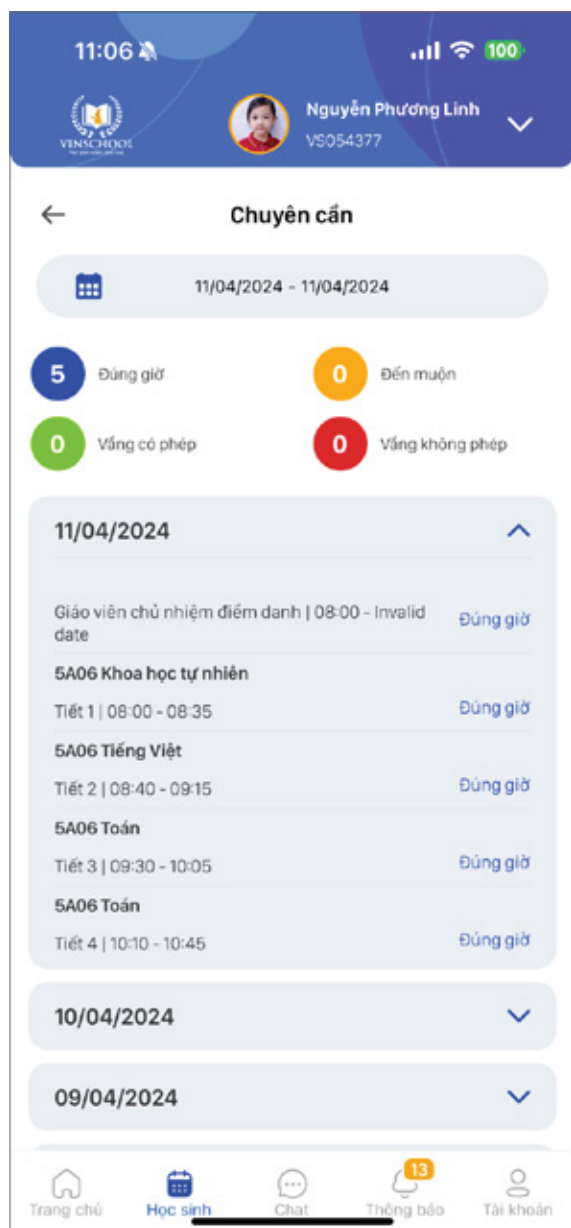 11:06
100
VINSCHOOL
Nguyễn Phương Linh
VS054377
Chuyên cần
11/04/2024 - 11/04/2024
5 Đúng giờ
0 Đến muộn
0 Vắng có phép
0 Vắng không phép
11/04/2024
Giáo viên chủ nhiệm điểm danh | 08:00 - Invalid
date
Đúng giờ
5A06 Khoa học tự nhiên
Tiết 1 | 08:00 - 08:35
Đúng giờ
5A06 Tiếng Việt
Tiết 2 | 08:40 - 09:15
Đúng giờ
5A06 Toán
Tiết 3 | 09:30 - 10:05
Đúng giờ
5A06 Toán
Tiết 4 | 10:10 - 10:45
Đúng giờ
10/04/2024
09/04/2024
13
Trang chủ
Học sinh
Chat
Thông báo
Tài khoản